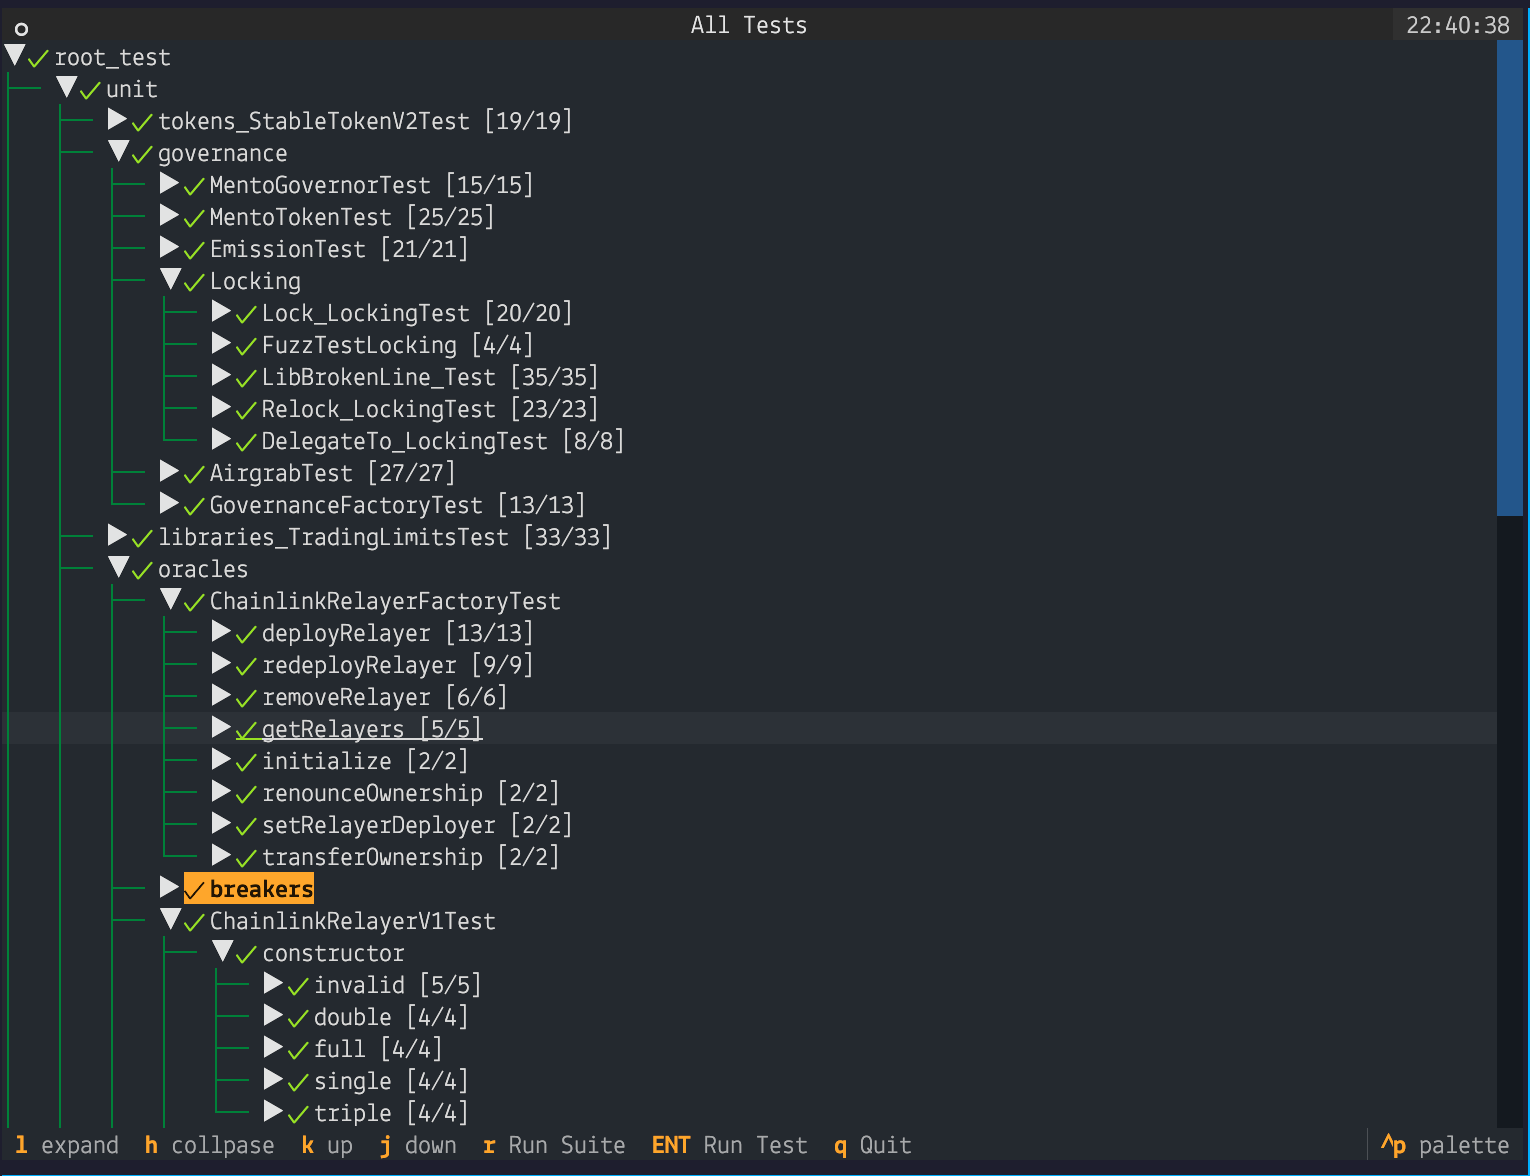 All Tests 22:40:38
▼ ✓ root_test
▼ ✓ unit
▶ ✓ tokens_StableTokenV2Test [19/19]
▼ ✓ governance
▶ ✓ MentoGovernorTest [15/15]
▶ ✓ MentoTokenTest [25/25]
▶ ✓ EmissionTest [21/21]
▼ ✓ Locking
▶ ✓ Lock_LockingTest [20/20]
▶ ✓ FuzzTestLocking [4/4]
▶ ✓ LibBrokenLine_Test [35/35]
▶ ✓ Relock_LockingTest [23/23]
▶ ✓ DelegateTo_LockingTest [8/8]
▶ ✓ AirgrabTest [27/27]
▶ ✓ GovernanceFactoryTest [13/13]
▶ ✓ libraries_TradingLimitsTest [33/33]
▼ ✓ oracles
▼ ✓ ChainlinkRelayerFactoryTest
▶ ✓ deployRelayer [13/13]
▶ ✓ redeployRelayer [9/9]
▶ ✓ removeRelayer [6/6]
▶ ✓ getRelayers [5/5]
▶ ✓ initialize [2/2]
▶ ✓ renounceOwnership [2/2]
▶ ✓ setRelayerDeployer [2/2]
▶ ✓ transferOwnership [2/2]
▶ ✓ breakers
▼ ✓ ChainlinkRelayerV1Test
▼ ✓ constructor
▶ ✓ invalid [5/5]
▶ ✓ double [4/4]
▶ ✓ full [4/4]
▶ ✓ single [4/4]
▶ ✓ triple [4/4]
l expand h collpase k up j down r Run Suite ENT Run Test q Quit ^p palette